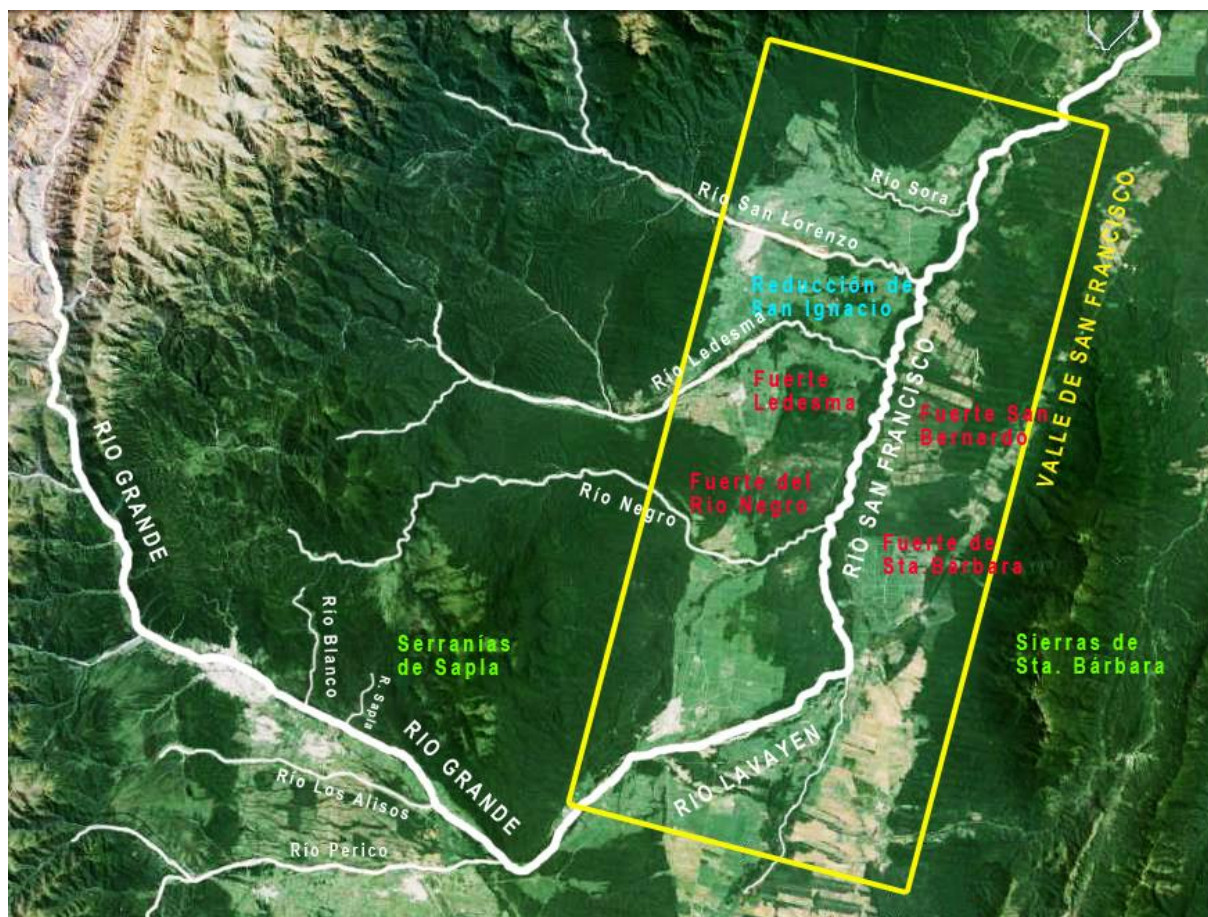 Río Sora
Río San Lorenzo
Reducción de
San Ignacio
Río Ledesma
VALLE DE SAN FRANCISCO
RÍO SAN FRANCISCO
Fuerte
Ledesma
Fuerte San
Bernardo
RIO GRANDE
Fuerte del
Río Negro
Río Negro
Fuerte de
Sta.Bárbara
Río Blanco
Serranías
de Sapla
Sierras de
Sta. Bárbara
R. Sapla
RIO GRANDE
RIO LAVAYEN
Río Los Alisos
Río Perico